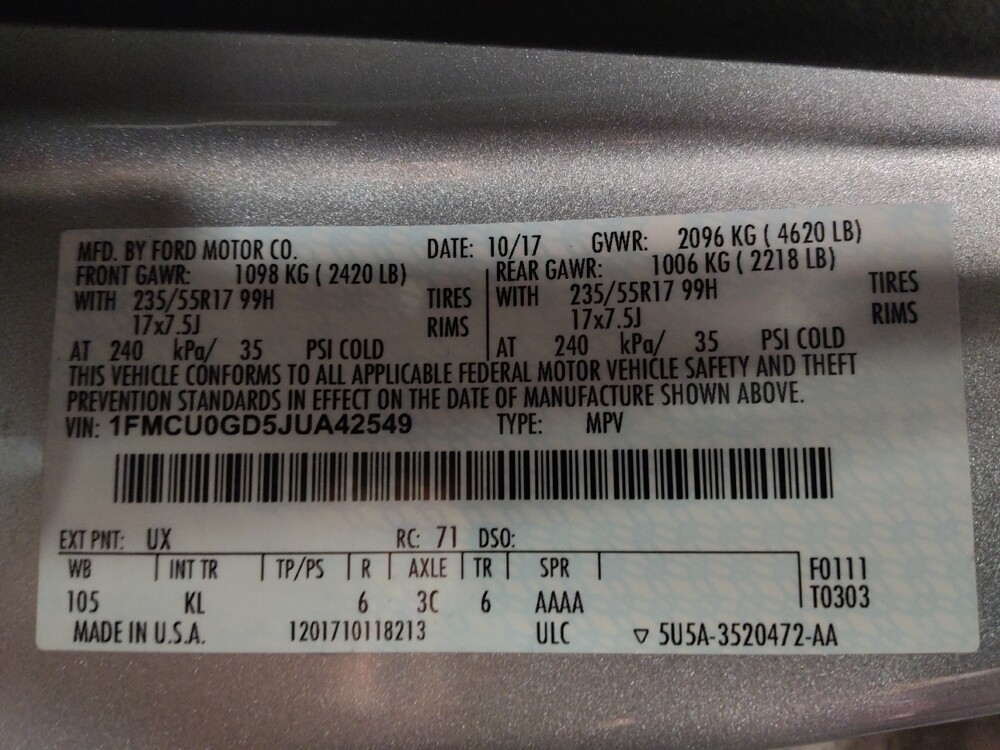 MFD. BY FORD MOTOR CO. DATE: 10/17 GVWR: 2096 KG ( 4620 LB)
FRONT GAWR: 1098 KG ( 2420 LB) REAR GAWR: 1006 KG ( 2218 LB)
WITH 235/55R17 99H TIRES WITH 235/55R17 99H TIRES
17x7.5J RIMS 17x7.5J RIMS
AT 240 kPa/ 35 PSI COLD AT 240 kPa/ 35 PSI COLD
THIS VEHICLE CONFORMS TO ALL APPLICABLE FEDERAL MOTOR VEHICLE SAFETY AND THEFT
PREVENTION STANDARDS IN EFFECT ON THE DATE OF MANUFACTURE SHOWN ABOVE.
VIN: 1FMCU0GD5JUA42549 TYPE: MPV
EXT PNT: UX RC: 71 DSO:
WB INT TR TP/PS R AXLE TR SPR F0111
105 KL 6 3C 6 AAAA T0303
MADE IN U.S.A. 1201710118213 ULC ▽ 5U5A-3520472-AA